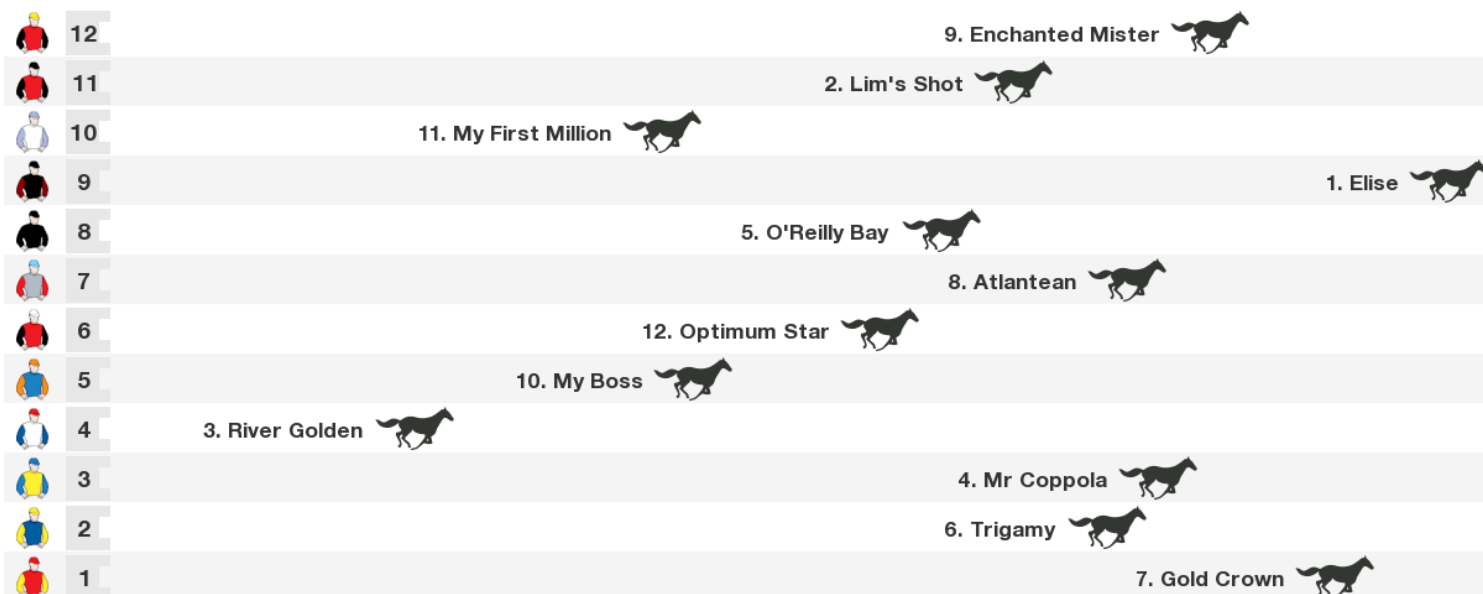 12 9. Enchanted Mister
11 2. Lim's Shot
10 11. My First Million
9 1. Elise
8 5. O'Reilly Bay
7 8. Atlantean
6 12. Optimum Star
5 10. My Boss
4 3. River Golden
3 4. Mr Coppola
2 6. Trigamy
1 7. Gold Crown